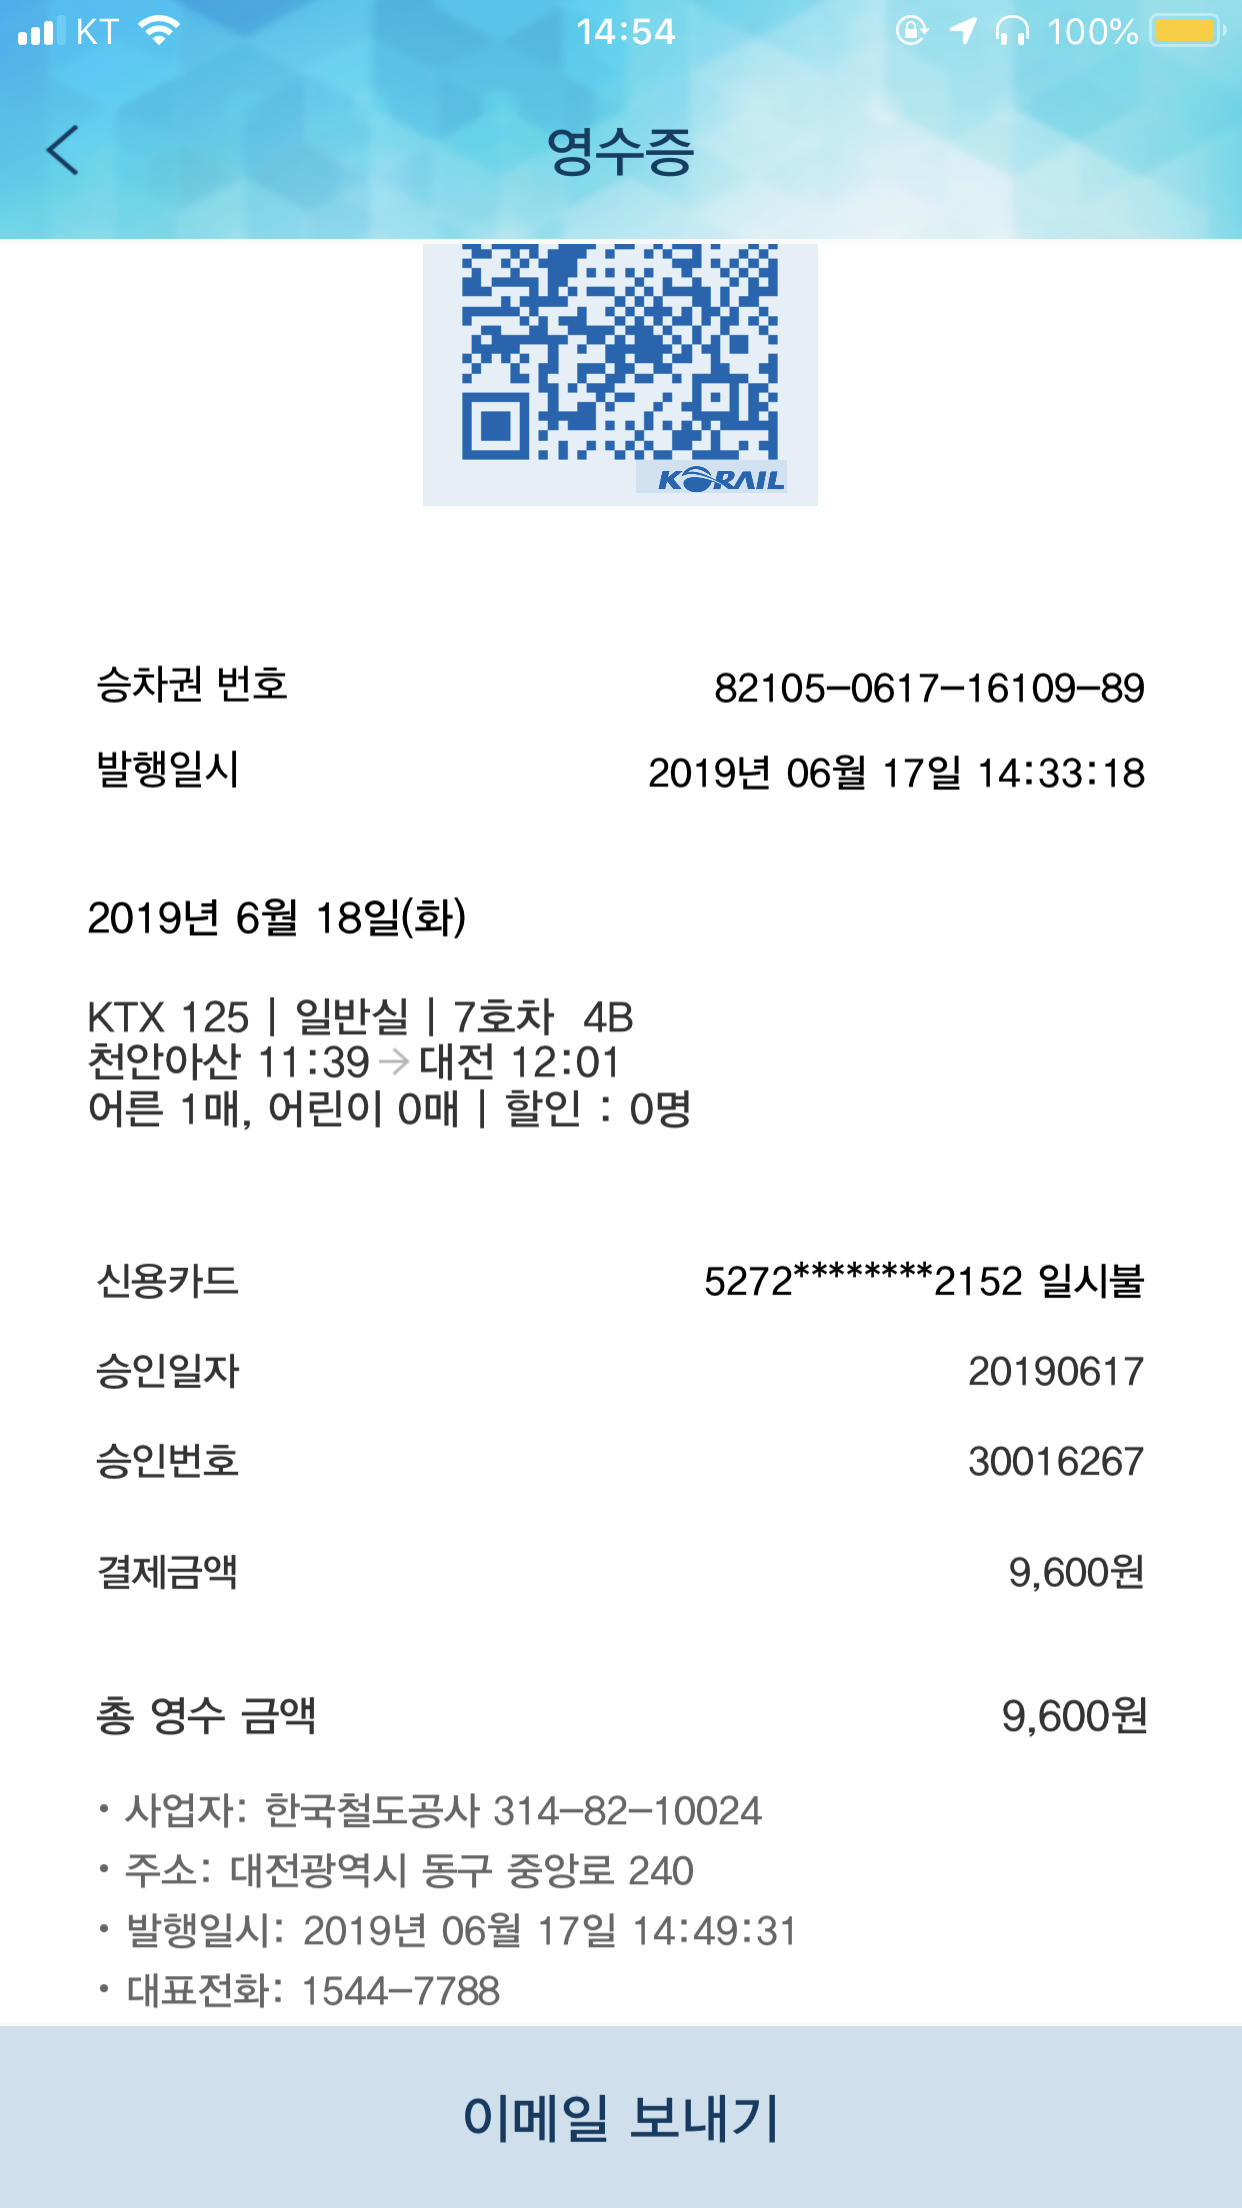 KT 14:54 100%
영수증
KORAIL
승차권 번호 82105-0617-16109-89
발행일시 2019년 06월 17일 14:33:18
2019년 6월 18일(화)
KTX 125 | 일반실 | 7호차 4B
천안아산 11:39 → 대전 12:01
어른 1매, 어린이 0매 | 할인 : 0명
신용카드 5272********2152 일시불
승인일자 20190617
승인번호 30016267
결제금액 9,600원
총 영수 금액 9,600원
• 사업자: 한국철도공사 314-82-10024
• 주소: 대전광역시 동구 중앙로 240
• 발행일시: 2019년 06월 17일 14:49:31
• 대표전화: 1544-7788
이메일 보내기